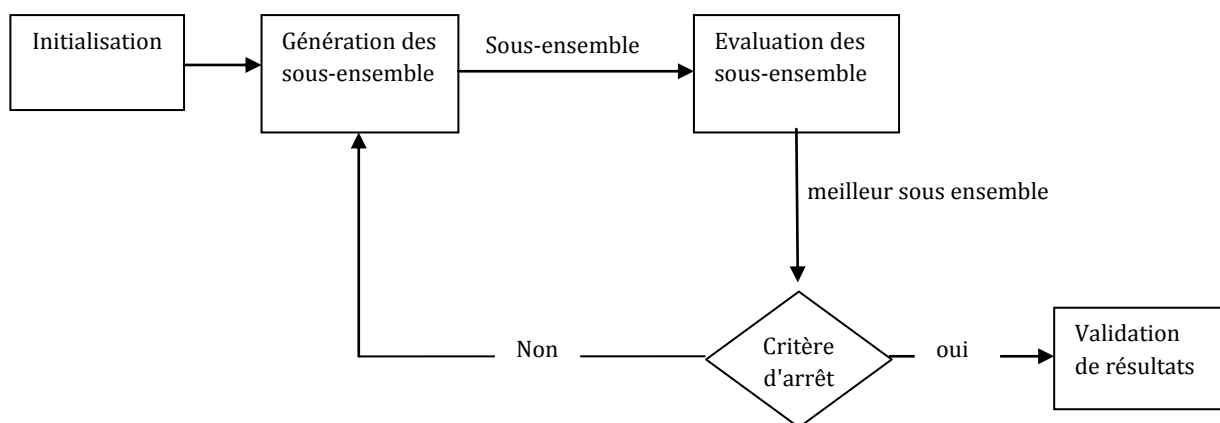 Initialisation
Génération des
sous-ensemble
Sous-ensemble
Evaluation des
sous-ensemble
meilleur sous ensemble
Non
Critère
d'arrêt
oui
Validation
de résultats